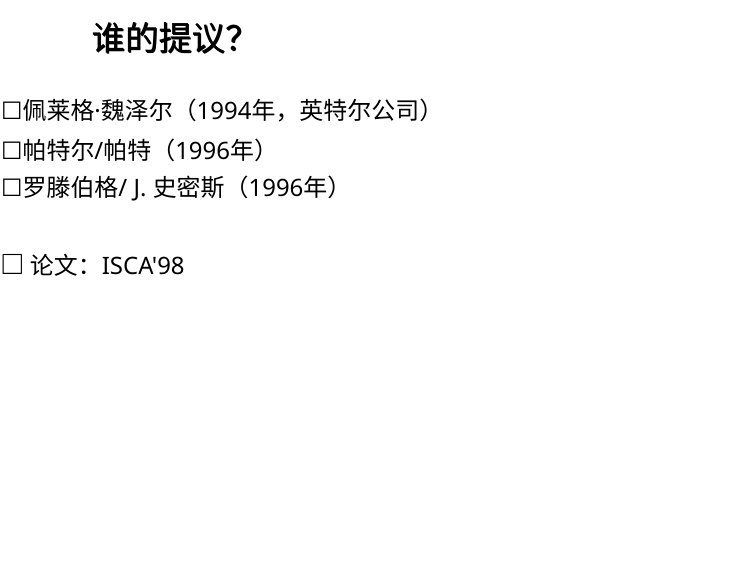 谁的提议？
☐佩莱格·魏泽尔（1994年，英特尔公司）
☐帕特尔/帕特（1996年）
☐罗滕伯格/ J. 史密斯（1996年）
☐ 论文：ISCA'98